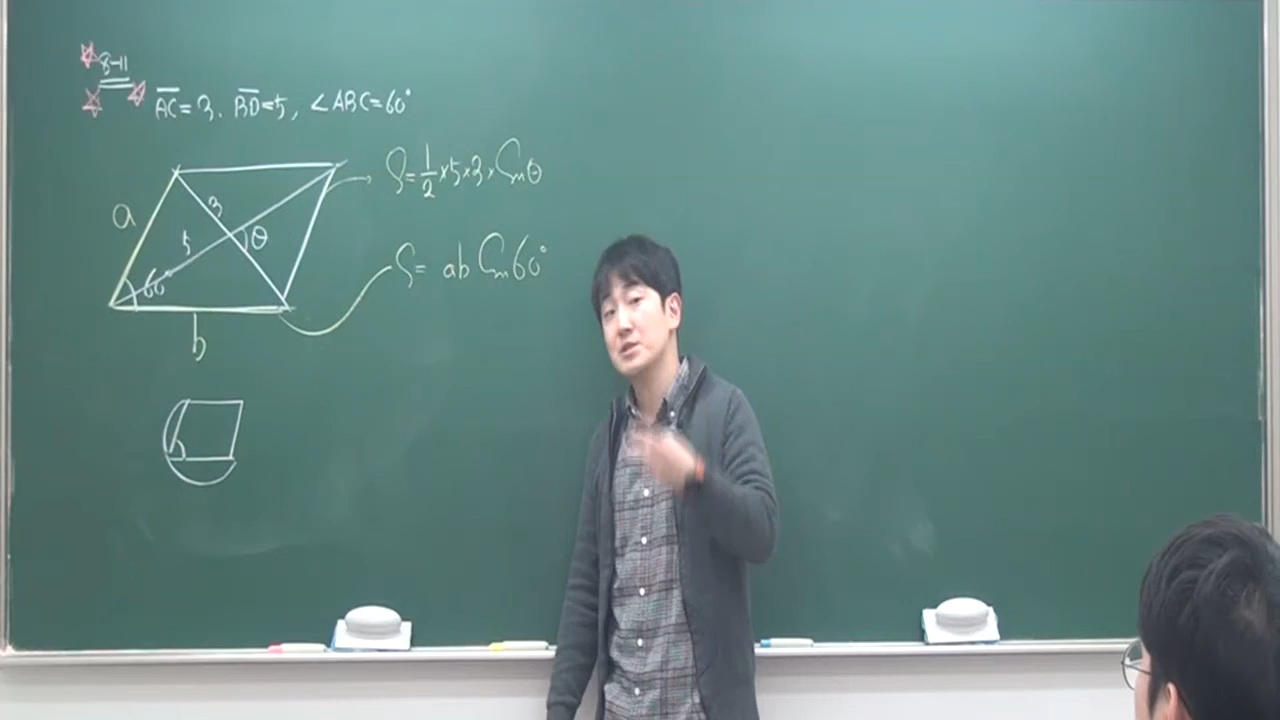 8-11
AC=3. BD=5, ∠ABC=60°
S=1/2×5×3×Sinθ
a
3
5
θ
60°
S= ab Sin60°
b